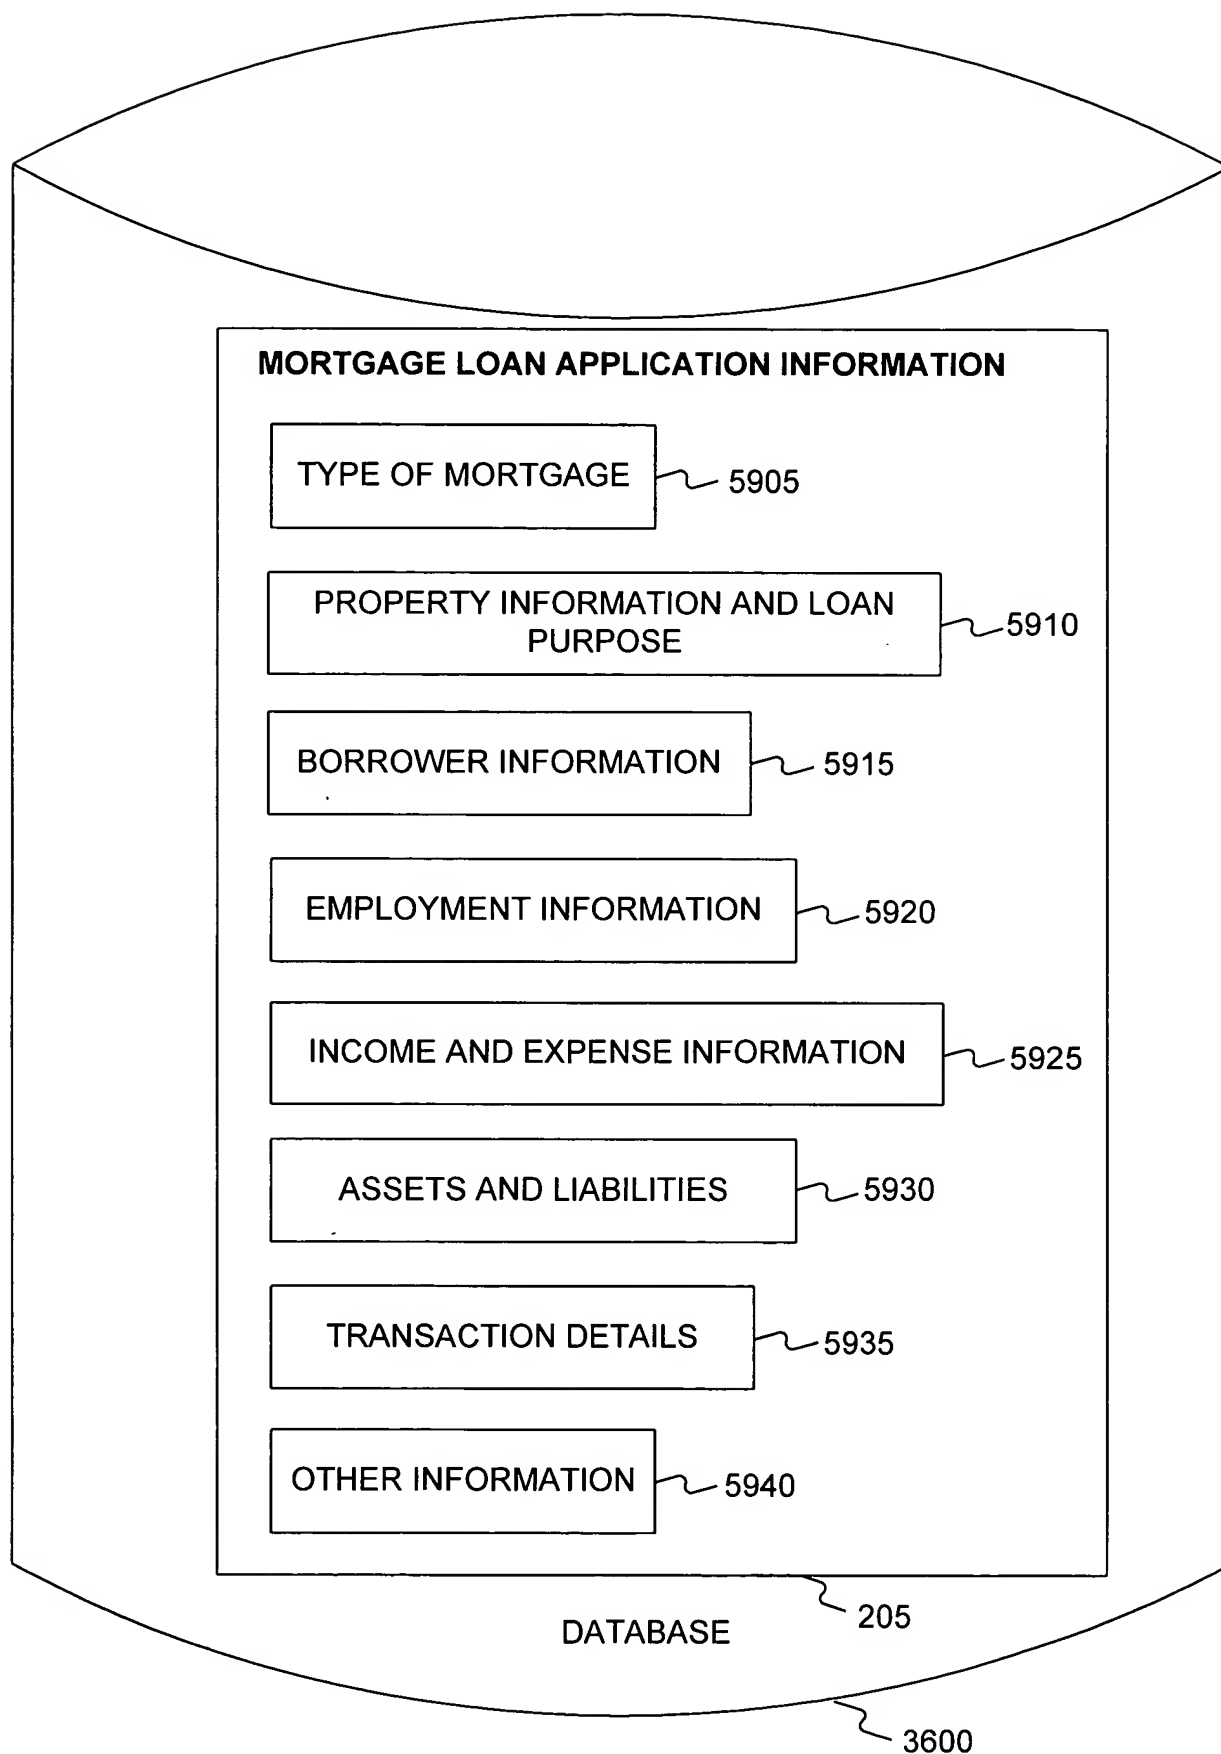 MORTGAGE LOAN APPLICATION INFORMATION
TYPE OF MORTGAGE
5905
PROPERTY INFORMATION AND LOAN
PURPOSE
5910
BORROWER INFORMATION
5915
EMPLOYMENT INFORMATION
5920
INCOME AND EXPENSE INFORMATION
5925
ASSETS AND LIABILITIES
5930
TRANSACTION DETAILS
5935
OTHER INFORMATION
5940
205
DATABASE
3600